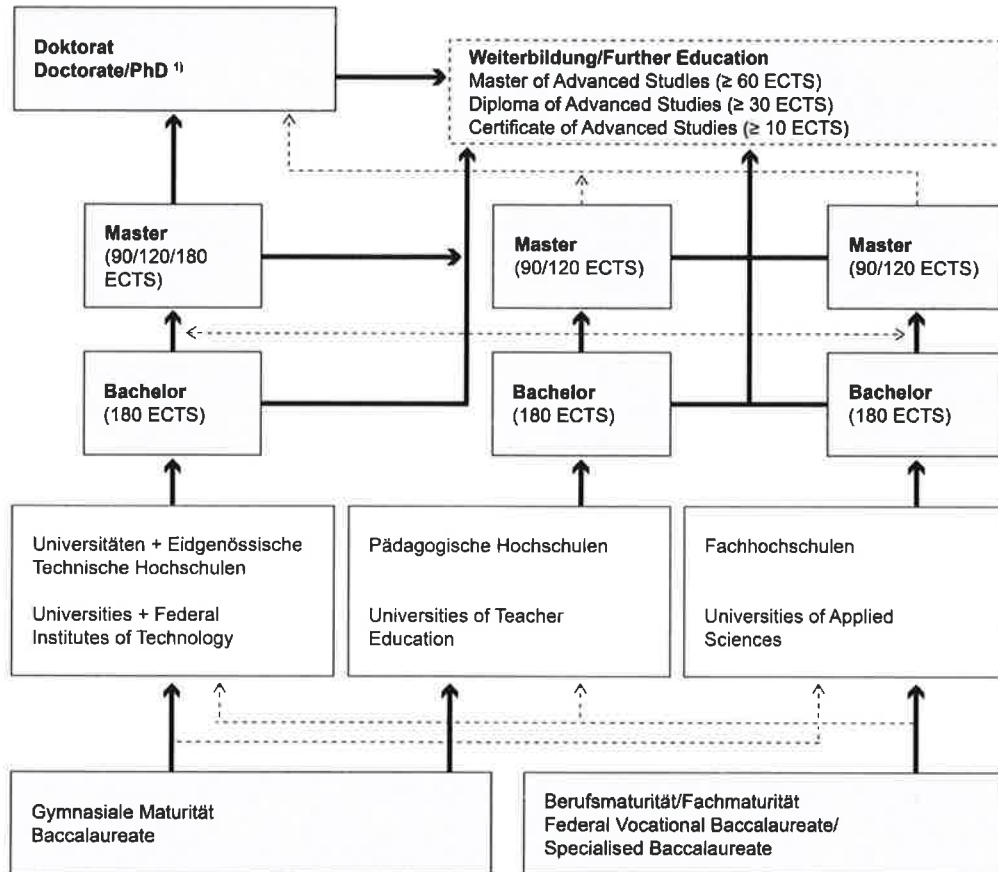 Doktorat
Doctorate/PhD ¹⁾
Weiterbildung/Further Education
Master of Advanced Studies (≥ 60 ECTS)
Diploma of Advanced Studies (≥ 30 ECTS)
Certificate of Advanced Studies (≥ 10 ECTS)
Master
(90/120/180
ECTS)
Master
(90/120 ECTS)
Master
(90/120 ECTS)
Bachelor
(180 ECTS)
Bachelor
(180 ECTS)
Bachelor
(180 ECTS)
Universitäten + Eidgenössische
Technische Hochschulen
Universities + Federal
Institutes of Technology
Pädagogische Hochschulen
Universities of Teacher
Education
Fachhochschulen
Universities of Applied
Sciences
Gymnasiale Maturität
Baccalaureate
Berufsmaturität/Fachmaturität
Federal Vocational Baccalaureate/
Specialised Baccalaureate